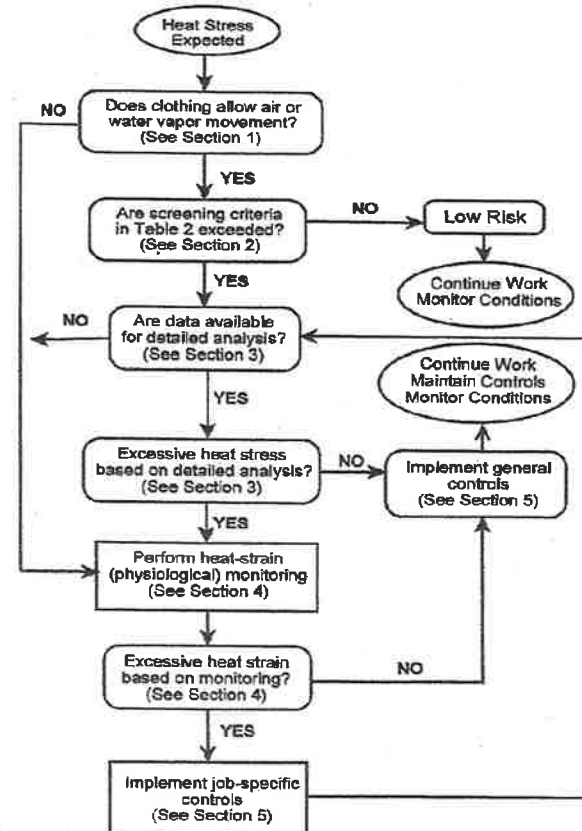 Heat Stress
Expected
NO
Does clothing allow air or
water vapor movement?
(See Section 1)
YES
Are screening criteria
in Table 2 exceeded?
(See Section 2)
NO
Low Risk
YES
Continue Work
Monitor Conditions
NO
Are data available
for detailed analysis?
(See Section 3)
Continue Work
Maintain Controls
Monitor Conditions
YES
Excessive heat stress
based on detailed analysis?
(See Section 3)
NO
Implement general
controls
(See Section 5)
YES
Perform heat-strain
(physiological) monitoring
(See Section 4)
Excessive heat strain
based on monitoring?
(See Section 4)
NO
YES
Implement job-specific
controls
(See Section 5)